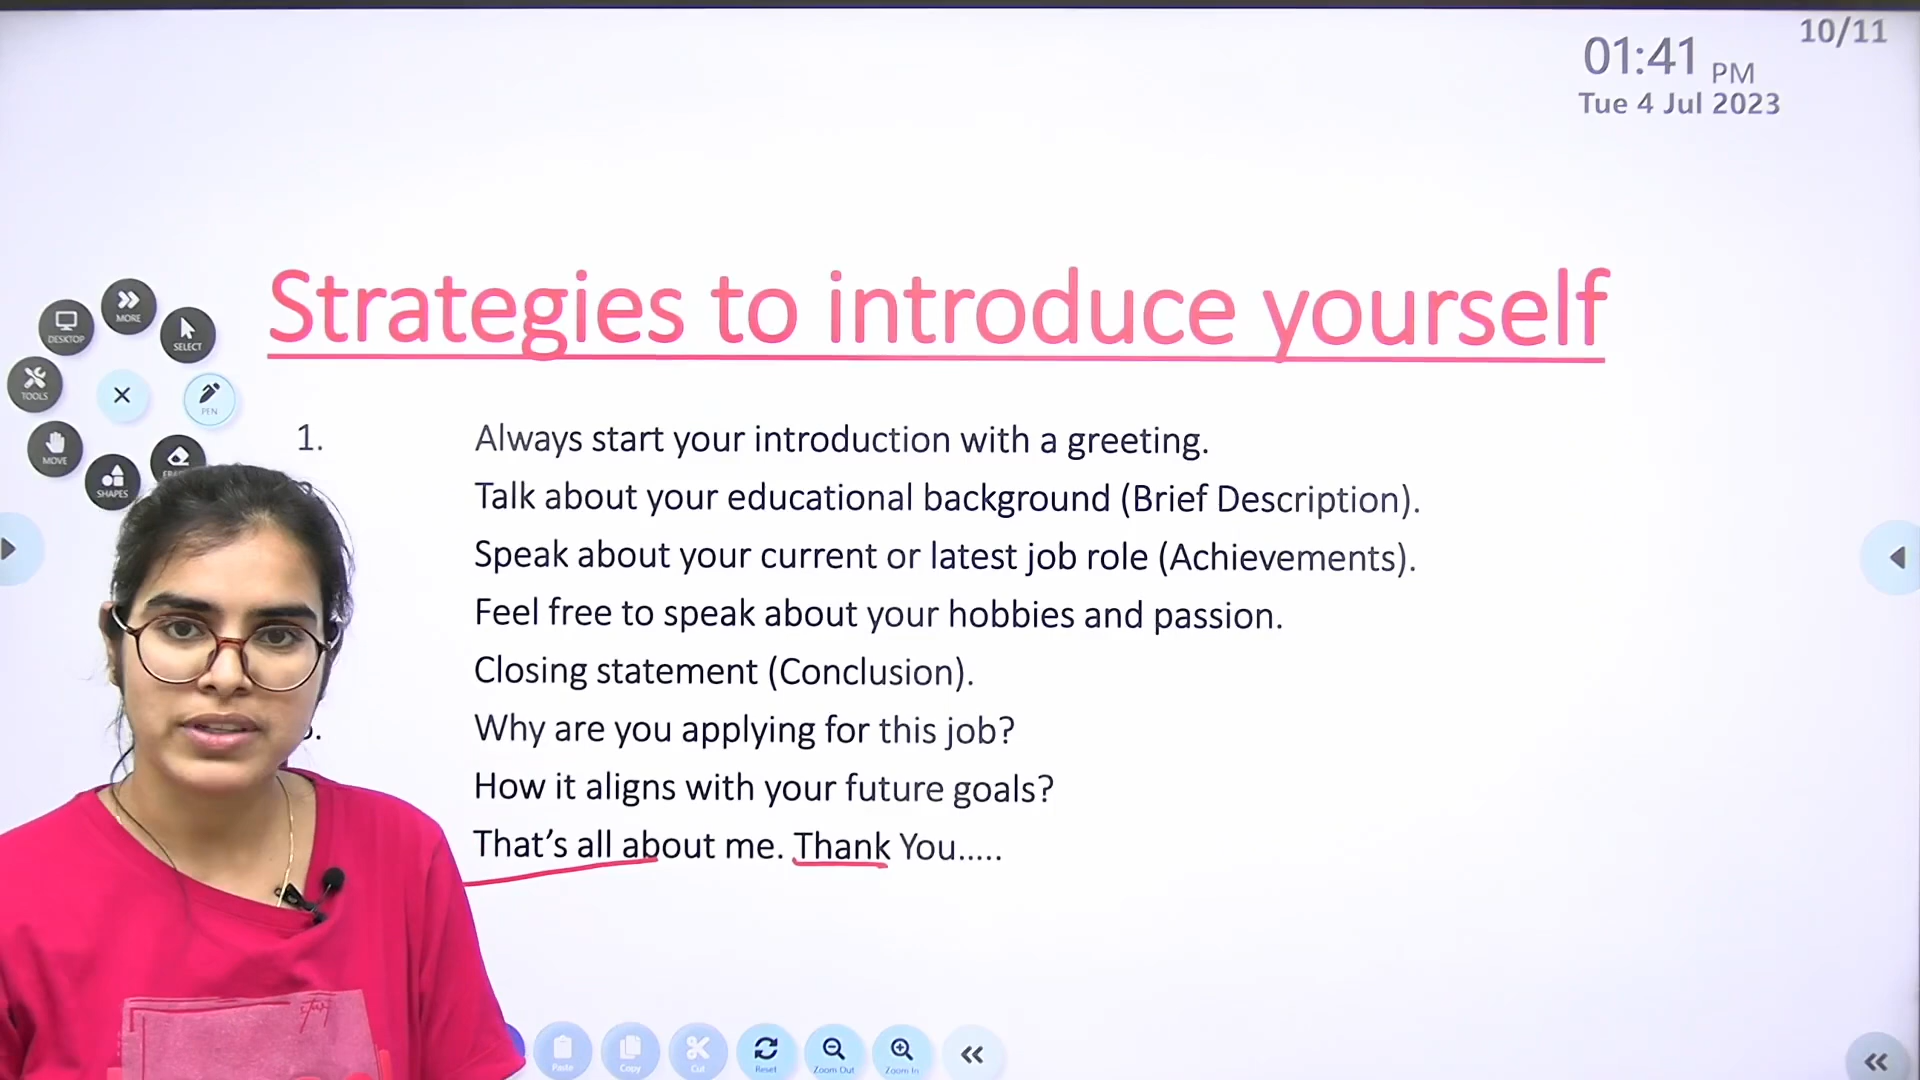 10/11
01:41 PM
Tue 4 Jul 2023
Strategies to introduce yourself
MORE
DESKTOP
SELECT
TOOLS
PEN
MOVE
SHAPES
1. Always start your introduction with a greeting.
Talk about your educational background (Brief Description).
Speak about your current or latest job role (Achievements).
Feel free to speak about your hobbies and passion.
Closing statement (Conclusion).
Why are you applying for this job?
How it aligns with your future goals?
That's all about me. Thank You.....
Paste
Copy
Cut
Reset
Zoom Out
Zoom In